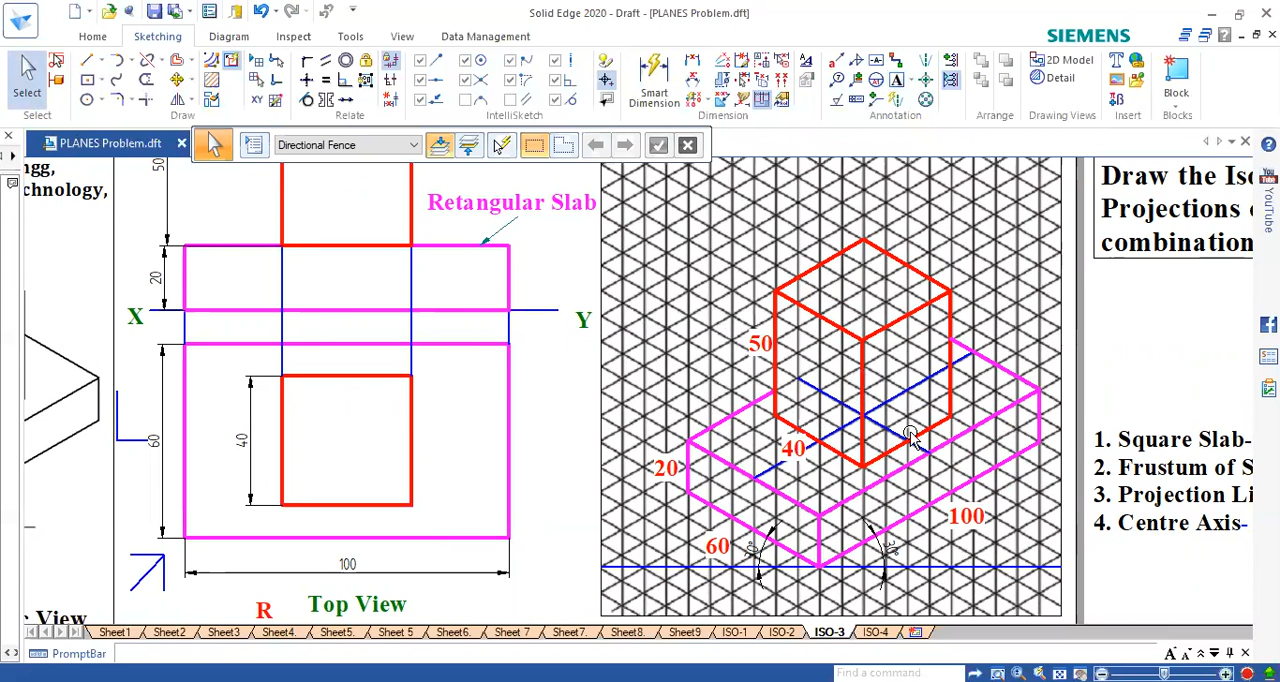 Solid Edge 2020 - Draft - [PLANES Problem.dft]
Home
Sketching
Diagram
Inspect
Tools
View
Data Management
SIEMENS
Select
Smart
Dimension
2D Model
Detail
Block
Select
Draw
Relate
IntelliSketch
Dimension
Annotation
Arrange
Drawing Views
Insert
Blocks
PLANES Problem.dft
Directional Fence
ngg,
chnology,
50
Retangular Slab
20
X
Y
60
40
100
R
Top View
View
50
40
20
60
100
30°
Draw the Iso
Projections
combination
1. Square Slab-
2. Frustum of S
3. Projection Li
4. Centre Axis-
YouTube
Sheet1
Sheet2
Sheet3
Sheet4.
Sheet5.
Sheet 5
Sheet6.
Sheet 7
Sheet7.
Sheet8.
Sheet9
ISO-1
ISO-2
ISO-3
ISO-4
PromptBar
Find a command